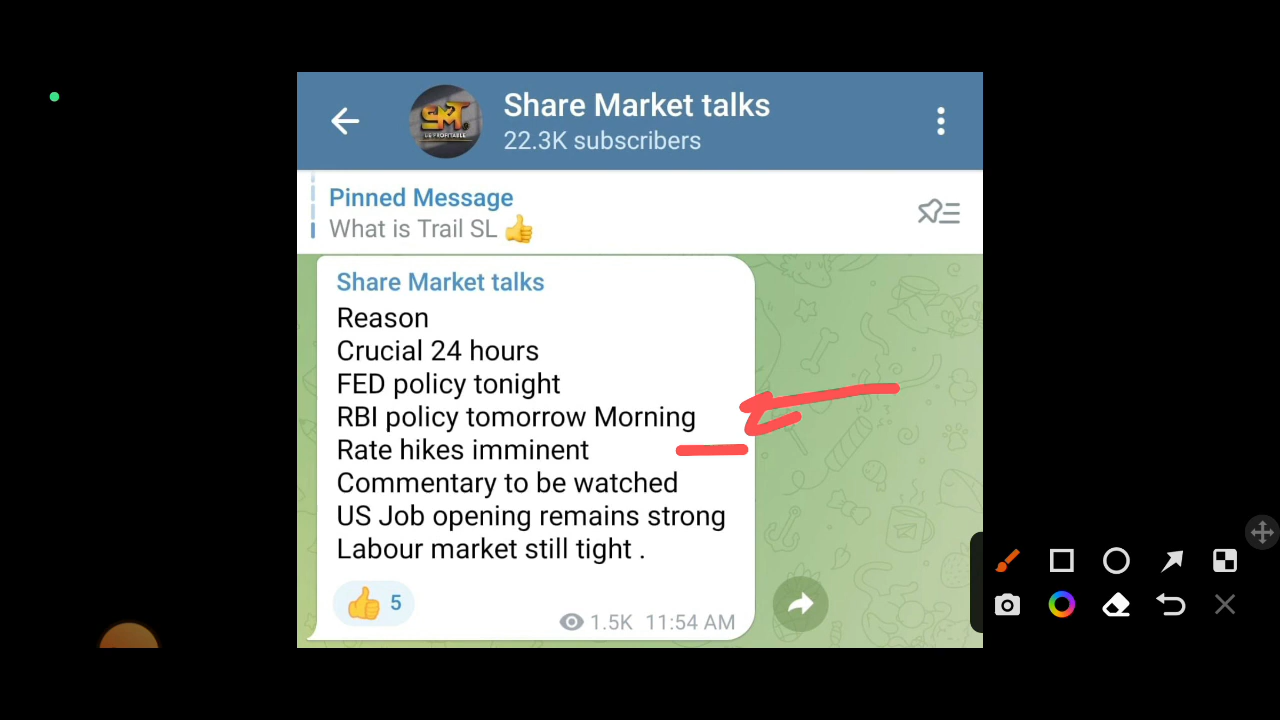 Share Market talks
22.3K subscribers
Pinned Message
What is Trail SL 👍
Share Market talks
Reason
Crucial 24 hours
FED policy tonight
RBI policy tomorrow Morning
Rate hikes imminent
Commentary to be watched
US Job opening remains strong
Labour market still tight .
👍 5
1.5K 11:54 AM
SMT